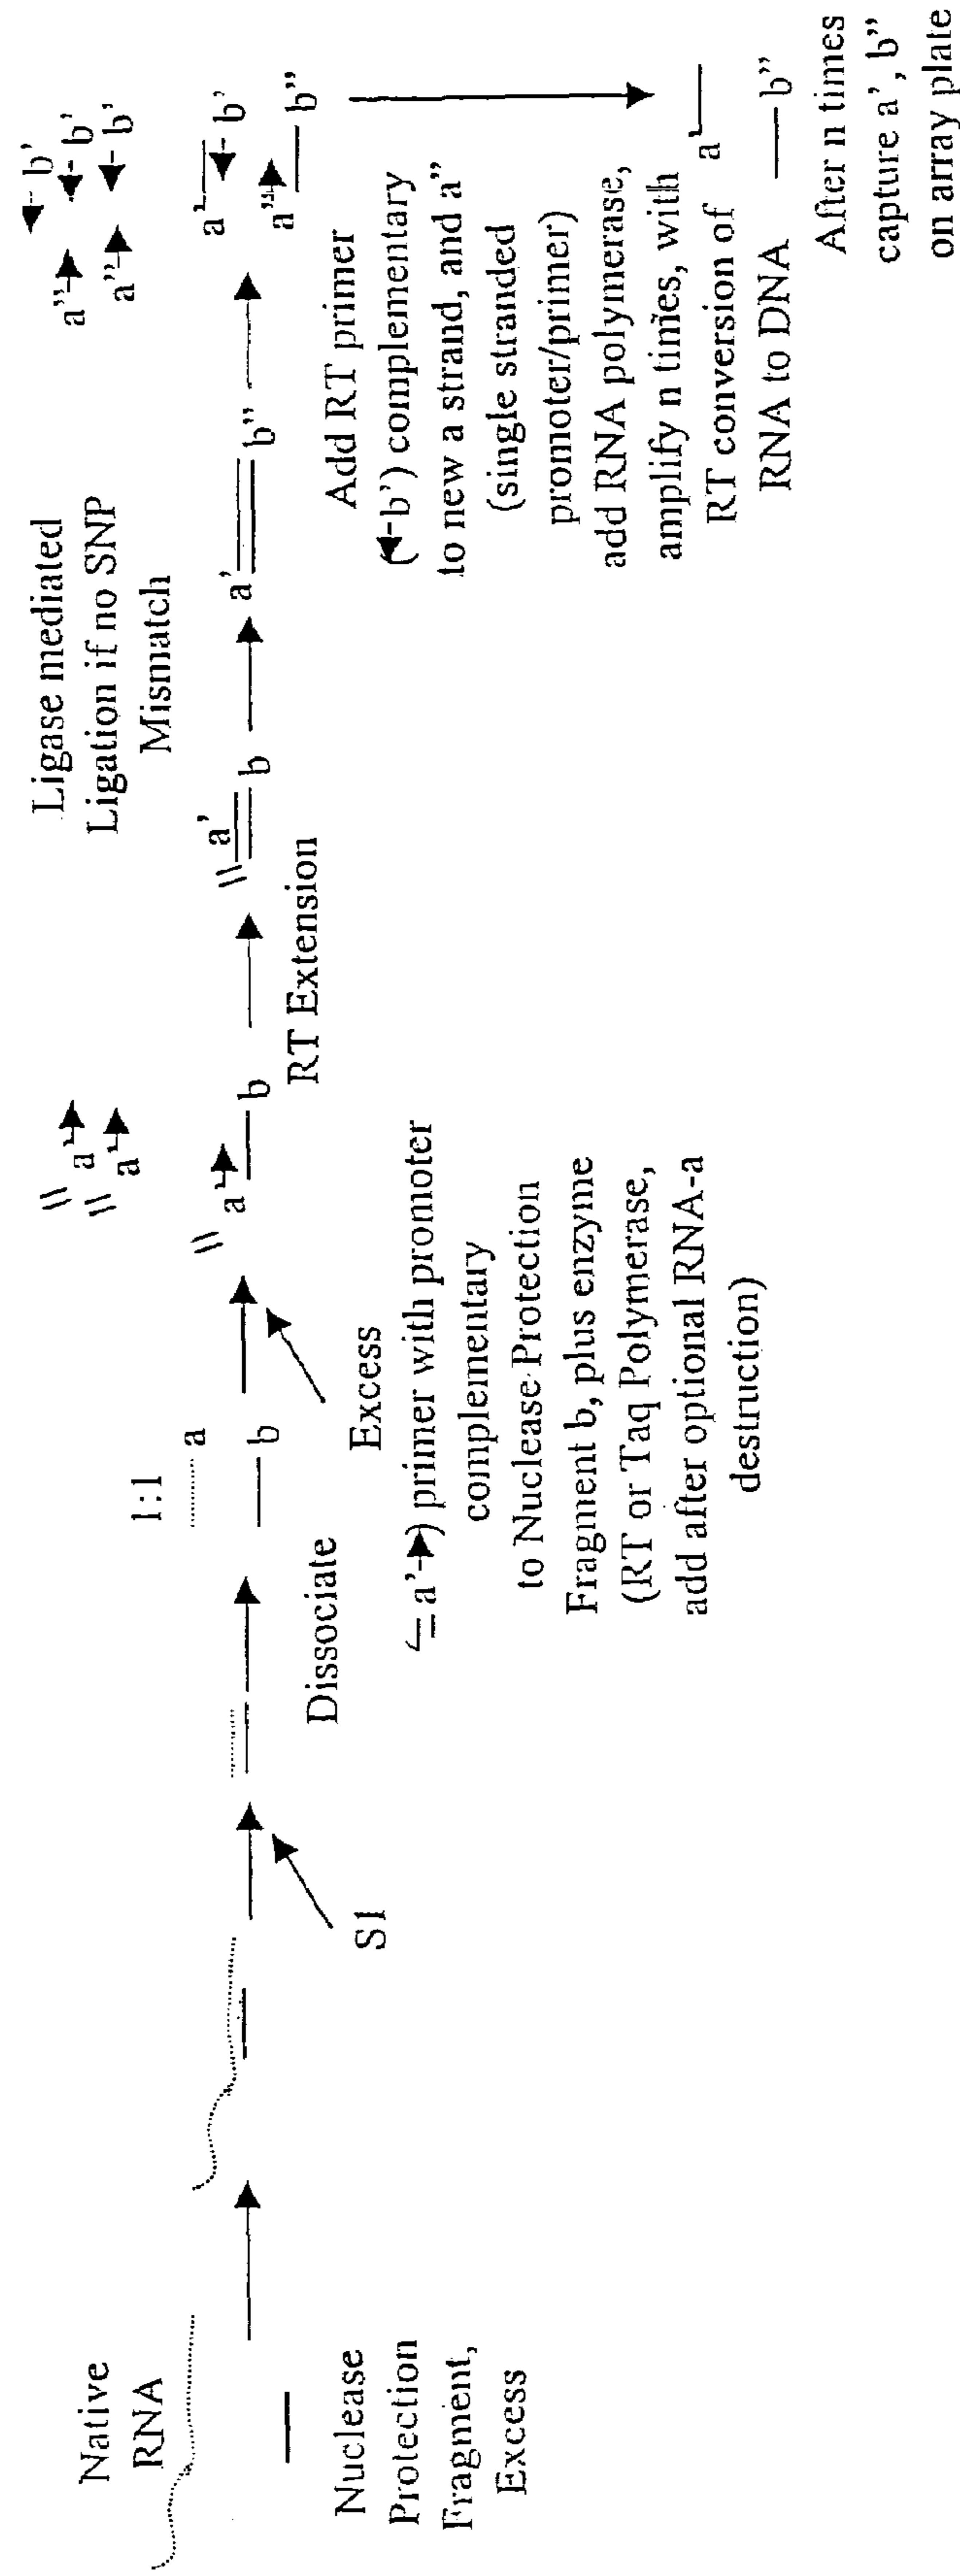 Native
RNA
Nuclease
Protection
Fragment,
Excess
S1
Dissociate
1:1
a
b
Excess
( a') primer with promoter
complementary
to Nuclease Protection
Fragment b, plus enzyme
(RT or Taq Polymerase,
add after optional RNA-a
destruction)
a'
a'
a'
b
RT Extension
a'
b
Ligase mediated
Ligation if no SNP
Mismatch
a'
b"
Add RT primer
( b') complementary
to new a strand, and a"
(single stranded
promoter/primer)
add RNA polymerase,
amplify n times, with
RT conversion of
RNA to DNA
b'
a" b'
a" b'
a' b'
a" b"
a'
b"
After n times
capture a', b"
on array plate